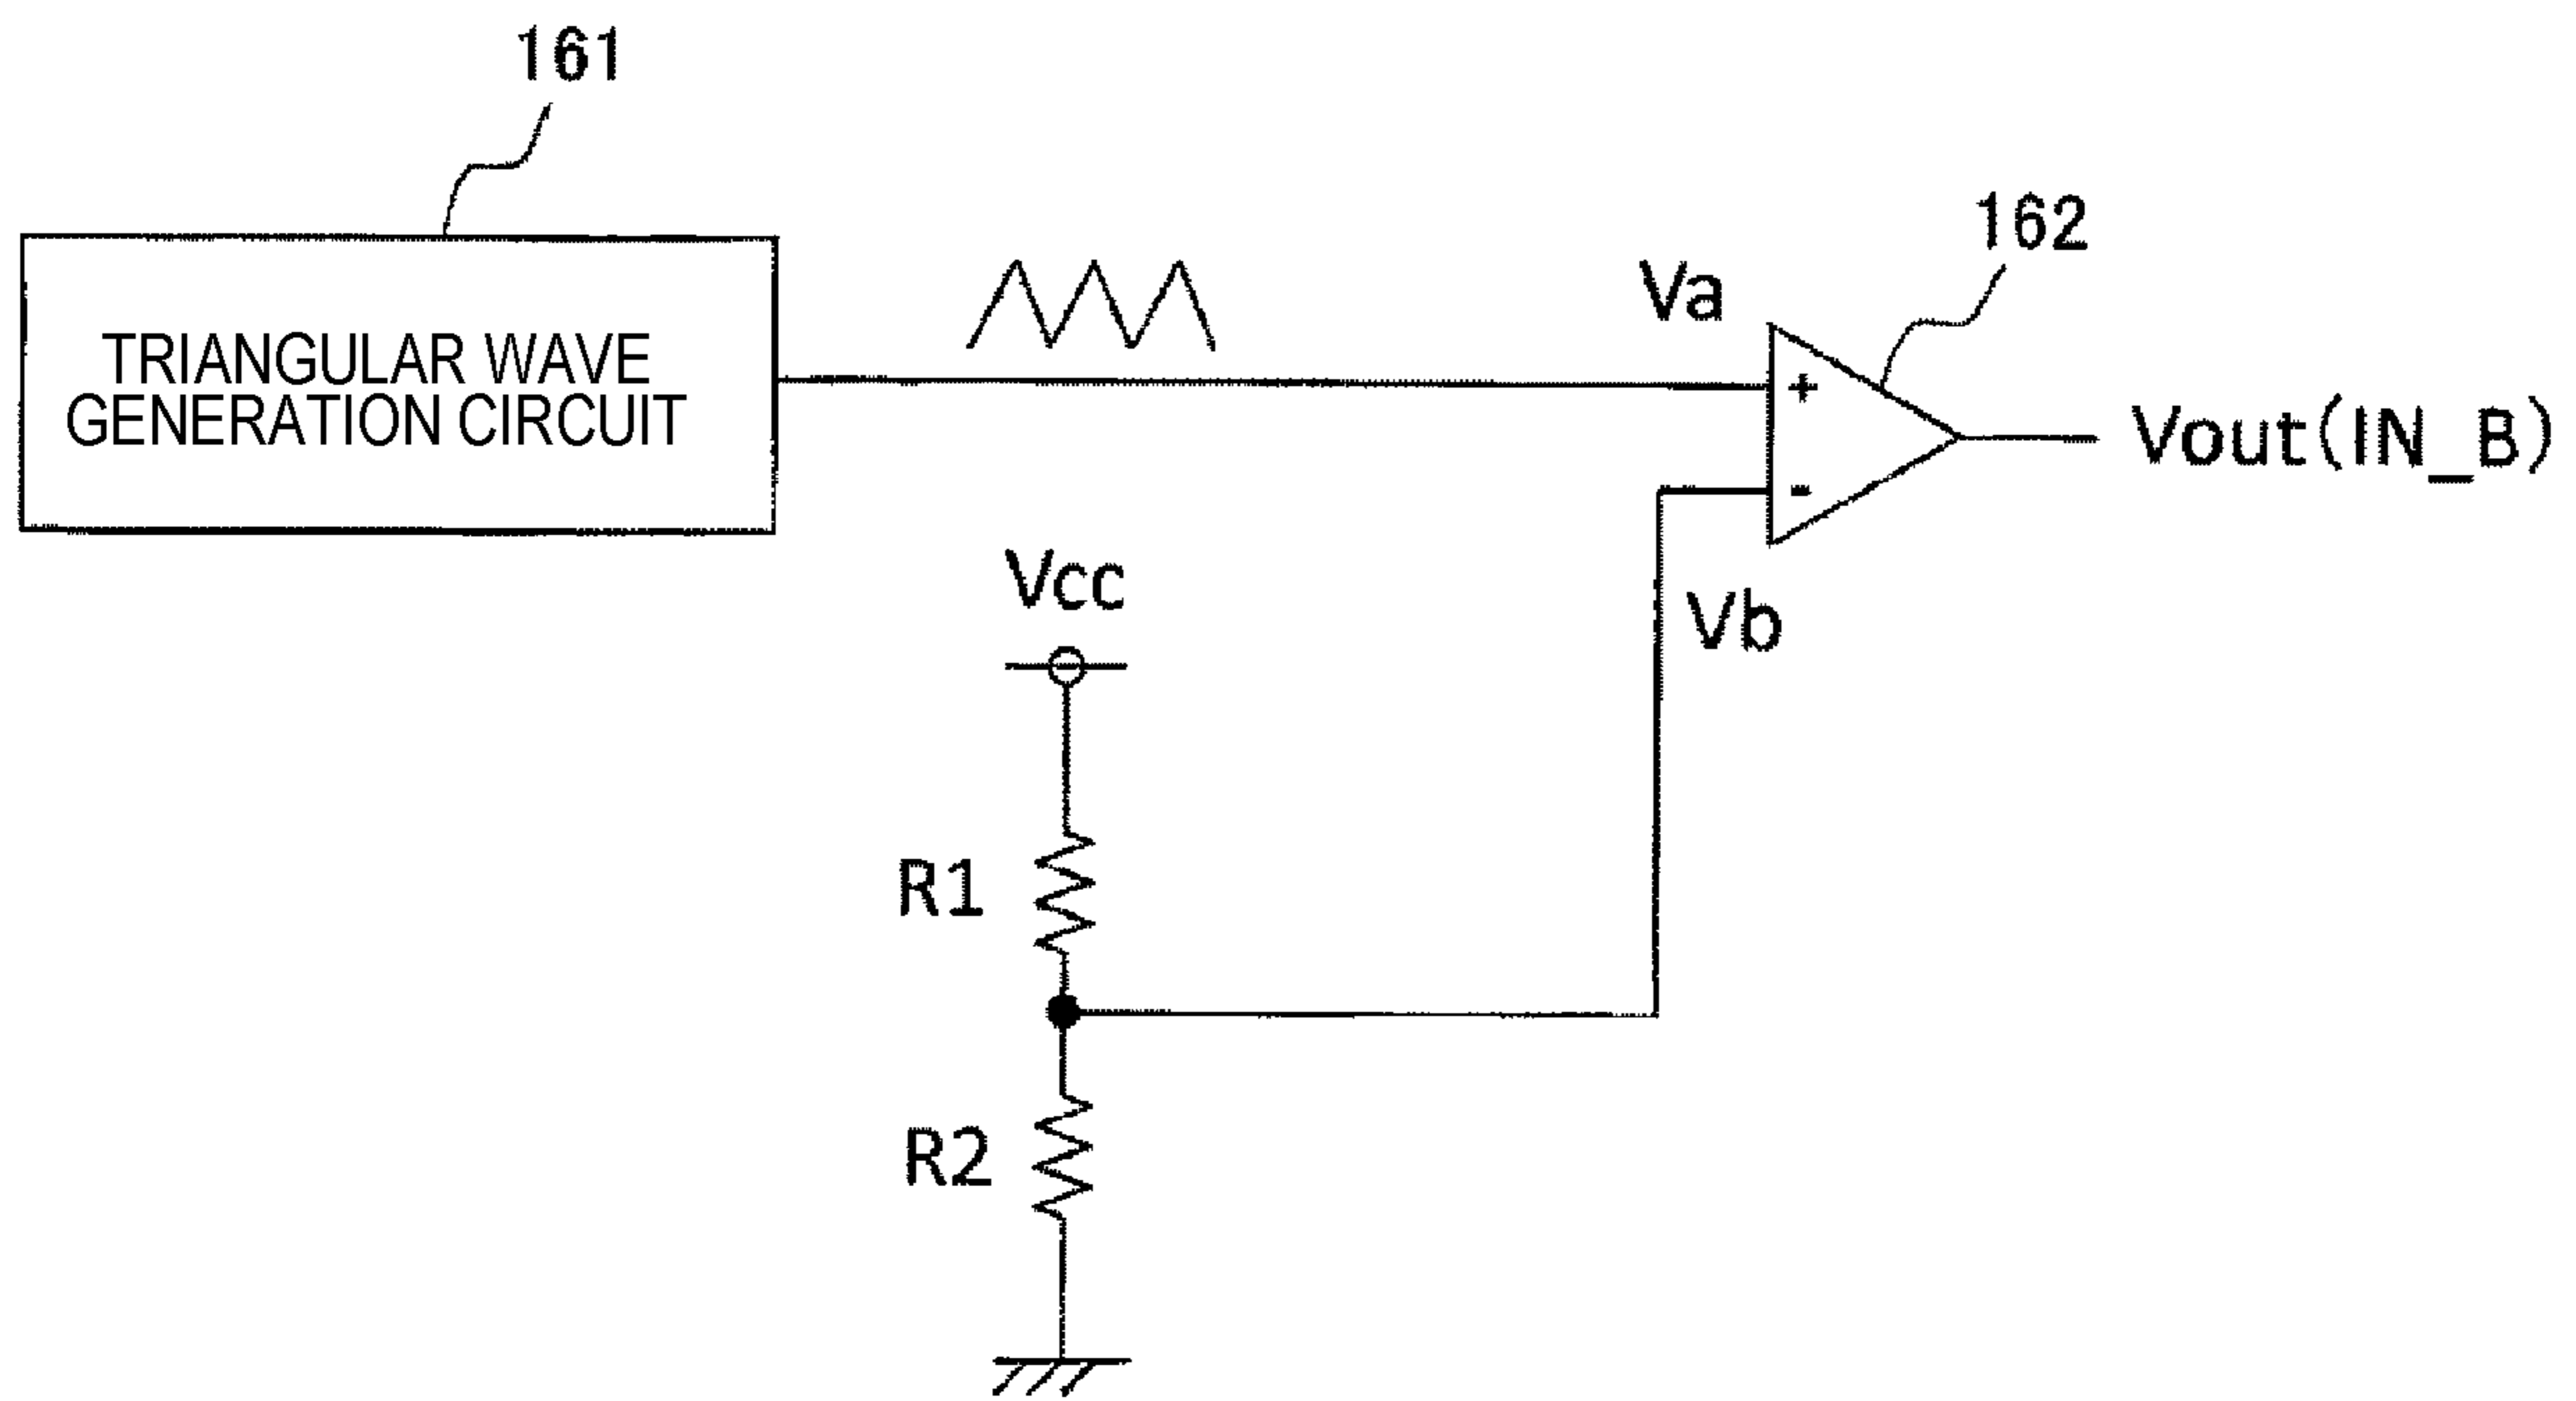 161
162
Va
TRIANGULAR WAVE
GENERATION CIRCUIT
+
Vout(IN_B)
-
Vcc
Vb
R1
R2